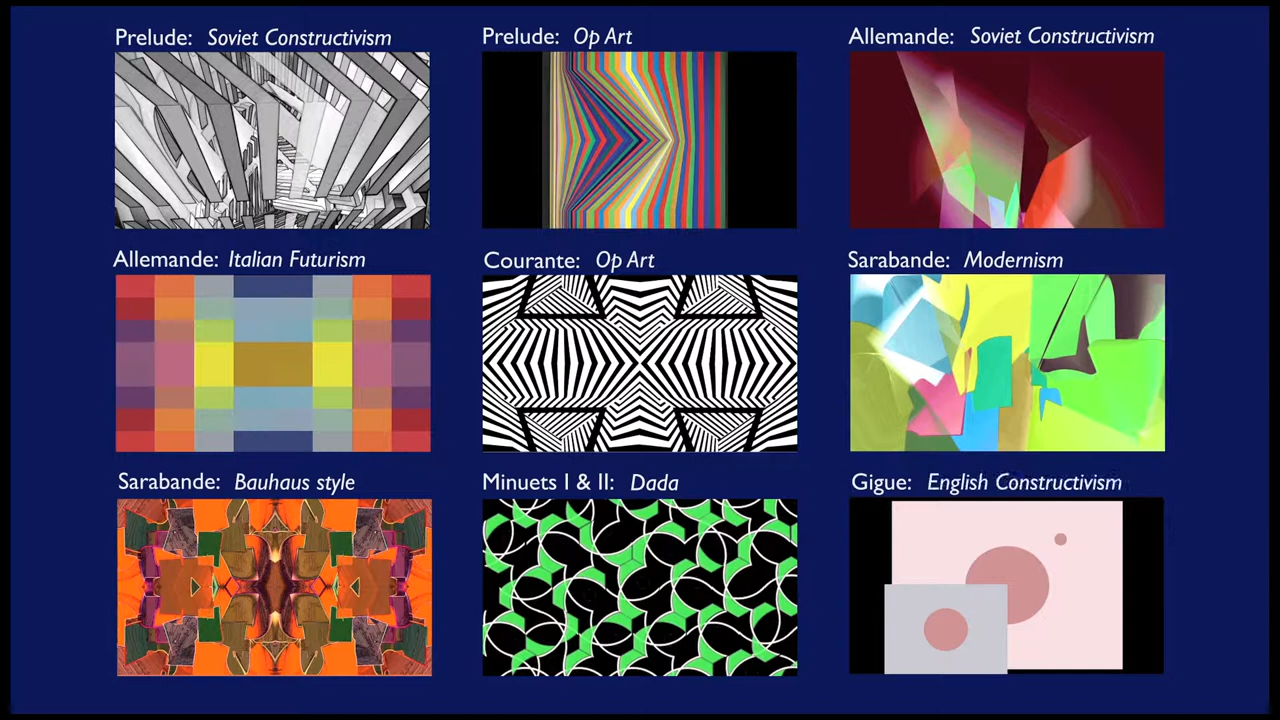 Prelude: Soviet Constructivism
Prelude: Op Art
Allemande: Soviet Constructivism
Allemande: Italian Futurism
Courante: Op Art
Sarabande: Modernism
Sarabande: Bauhaus style
Minuets I & II: Dada
Gigue: English Constructivism